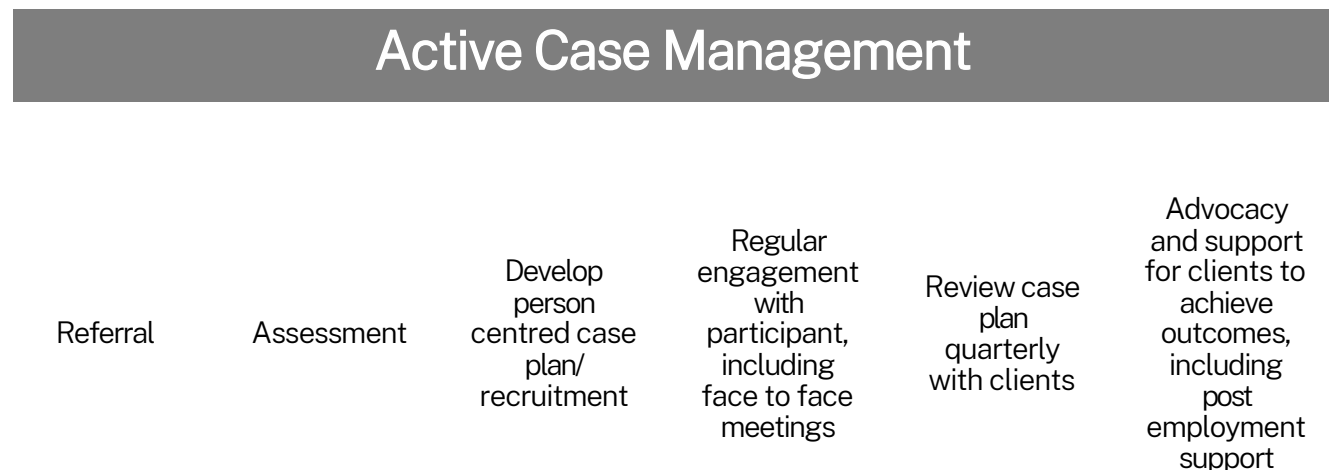 Active Case Management
Referral
Assessment
Develop
person
centred case
plan/
recruitment
Regular
engagement
with
participant,
including
face to face
meetings
Review case
plan
quarterly
with clients
Advocacy
and support
for clients to
achieve
outcomes,
including
post
employment
support